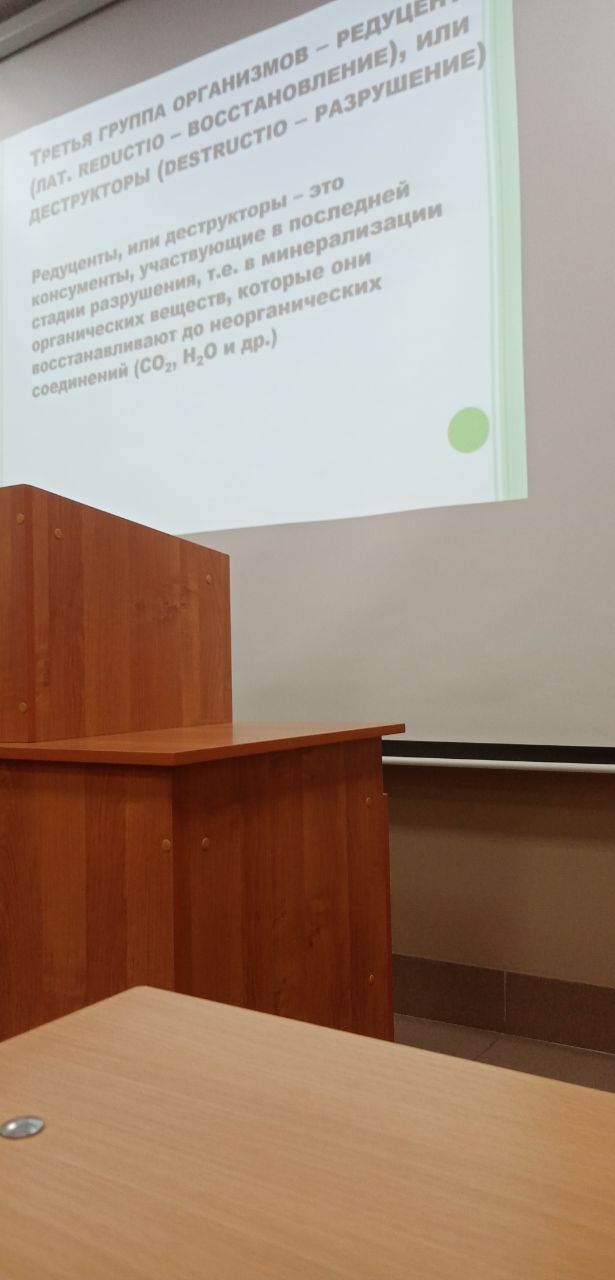 Третья группа организмов – редуцент
(лат. reductio – восстановление), или
деструкторы (destructio – разрушение)
Редуценты, или деструкторы – это
консументы, участвующие в последней
стадии разрушения, т.е. в минерализации
органических веществ, которые они
восстанавливают до неорганических
соединений (CO₂, H₂O и др.)